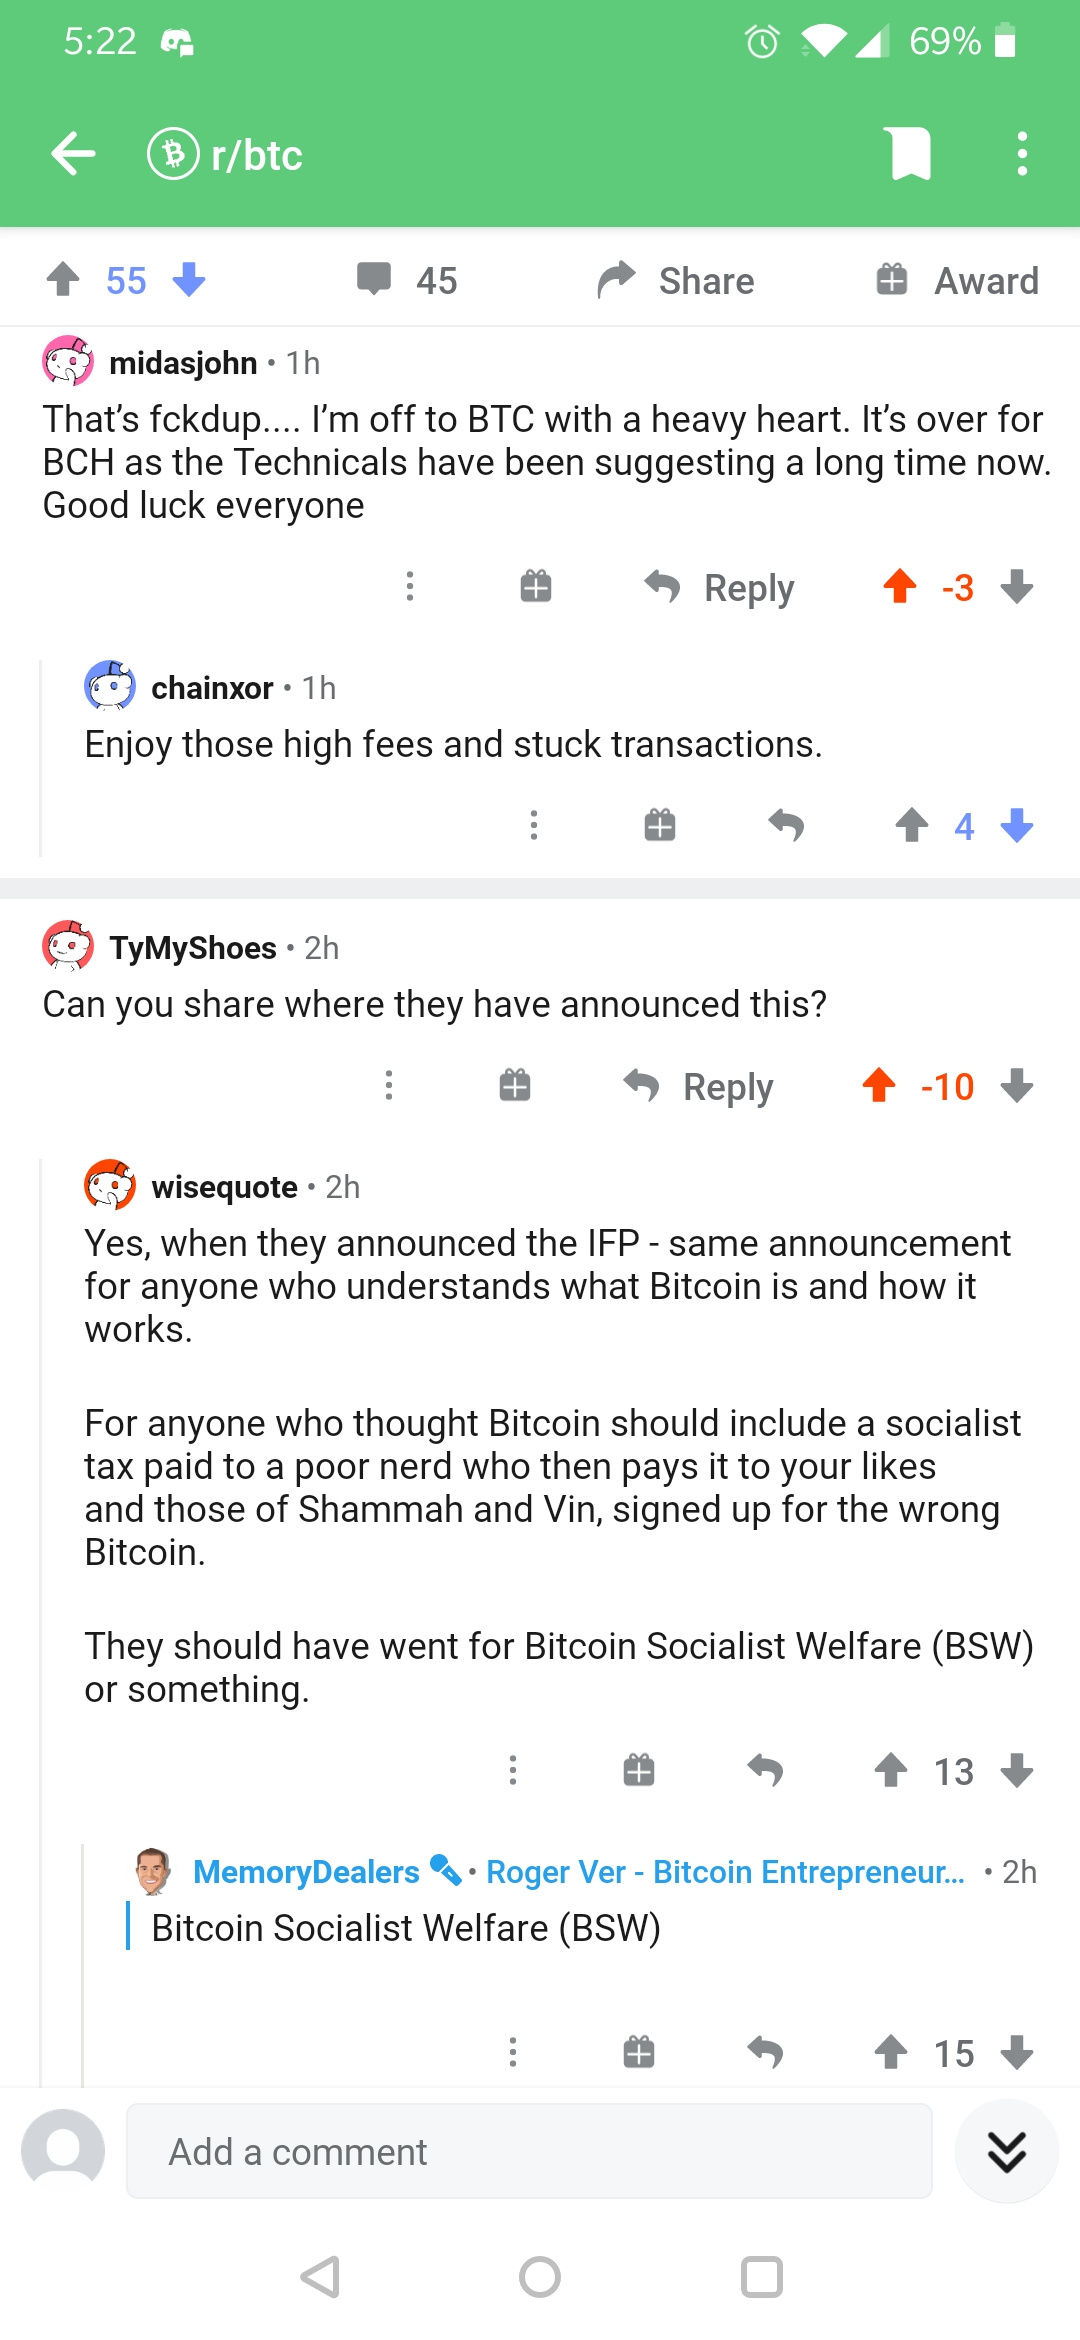 5:22
69%
r/btc
55
45
Share
Award
midasjohn • 1h
That's fckdup.... I'm off to BTC with a heavy heart. It's over for
BCH as the Technicals have been suggesting a long time now.
Good luck everyone
Reply
-3
chainxor • 1h
Enjoy those high fees and stuck transactions.
4
TyMyShoes • 2h
Can you share where they have announced this?
Reply
-10
wisequote • 2h
Yes, when they announced the IFP - same announcement
for anyone who understands what Bitcoin is and how it
works.
For anyone who thought Bitcoin should include a socialist
tax paid to a poor nerd who then pays it to your likes
and those of Shammah and Vin, signed up for the wrong
Bitcoin.
They should have went for Bitcoin Socialist Welfare (BSW)
or something.
13
MemoryDealers • Roger Ver - Bitcoin Entrepreneur... • 2h
Bitcoin Socialist Welfare (BSW)
15
Add a comment